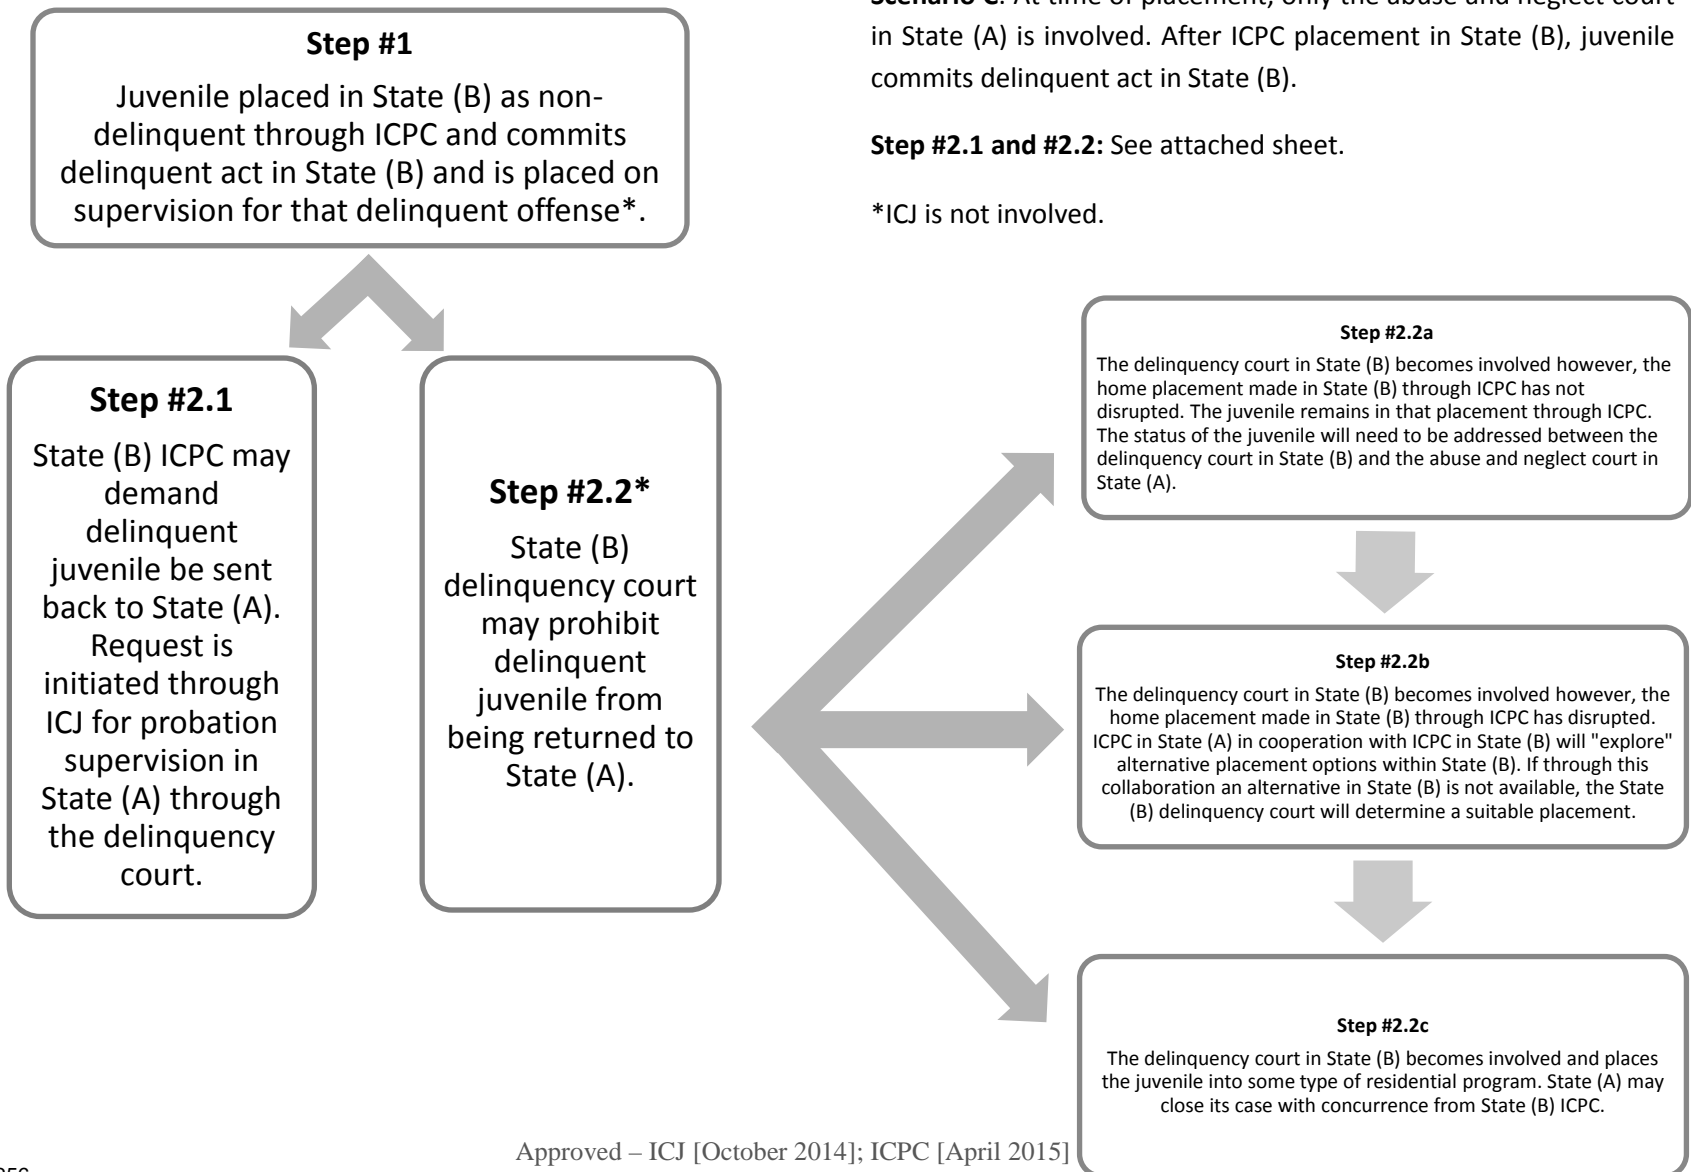 Step #1
Juvenile placed in State (B) as non-
delinquent through ICPC and commits
delinquent act in State (B) and is placed on
supervision for that delinquent offense*.
Scenario C: At time of placement, only the abuse and neglect court
in State (A) is involved. After ICPC placement in State (B), juvenile
commits delinquent act in State (B).
Step #2.1 and #2.2: See attached sheet.
*ICJ is not involved.
Step #2.1
State (B) ICPC may
demand
delinquent
juvenile be sent
back to State (A).
Request is
initiated through
ICJ for probation
supervision in
State (A) through
the delinquency
court.
Step #2.2*
State (B)
delinquency court
may prohibit
delinquent
juvenile from
being returned to
State (A).
Step #2.2a
The delinquency court in State (B) becomes involved however, the
home placement made in State (B) through ICPC has not
disrupted. The juvenile remains in that placement through ICPC.
The status of the juvenile will need to be addressed between the
delinquency court in State (B) and the abuse and neglect court in
State (A).
Step #2.2b
The delinquency court in State (B) becomes involved however, the
home placement made in State (B) through ICPC has disrupted.
ICPC in State (A) in cooperation with ICPC in State (B) will "explore"
alternative placement options within State (B). If through this
collaboration an alternative in State (B) is not available, the State
(B) delinquency court will determine a suitable placement.
Step #2.2c
The delinquency court in State (B) becomes involved and places
the juvenile into some type of residential program. State (A) may
close its case with concurrence from State (B) ICPC.
Approved – ICJ [October 2014]; ICPC [April 2015]